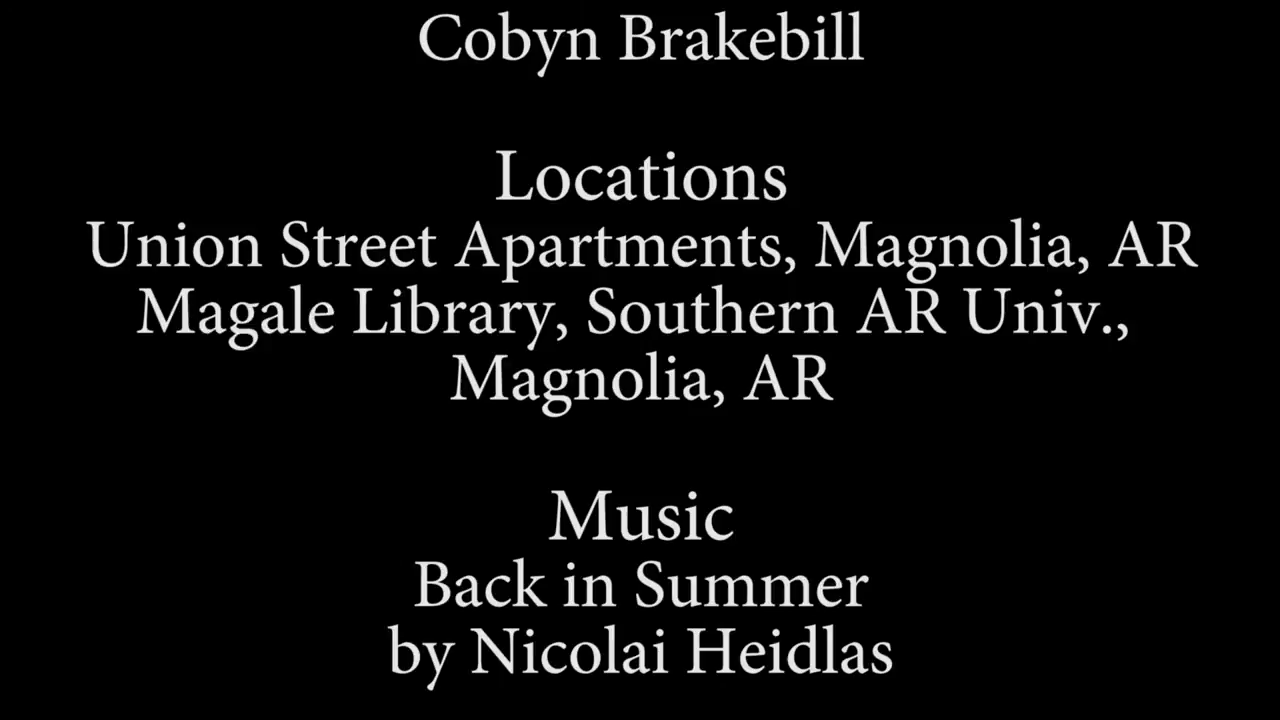 Cobyn Brakebill
Locations
Union Street Apartments, Magnolia, AR
Magale Library, Southern AR Univ.,
Magnolia, AR
Music
Back in Summer
by Nicolai Heidlas